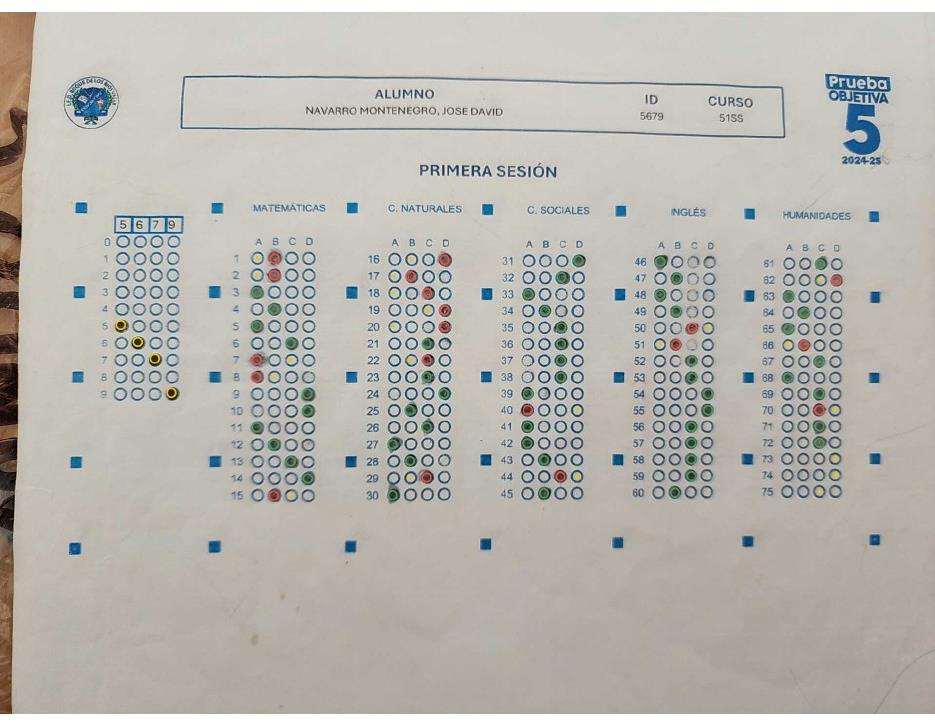 Prueba
OBJETIVA
5
2024-25
ALUMNO ID CURSO
NAVARRO MONTENEGRO, JOSE DAVID 5679 51SS
PRIMERA SESIÓN
MATEMÁTICAS C. NATURALES C. SOCIALES INGLÉS HUMANIDADES
5 6 7 9
A B C D A B C D A B C D A B C D A B C D
0
1 1 16 31 46 61
2 2 17 32 47 62
3 3 18 33 48 63
4 4 19 34 49 64
5 5 20 35 50 65
6 6 21 36 51 66
7 7 22 37 52 67
8 8 23 38 53 68
9 9 24 39 54 69
10 25 40 55 70
11 26 41 56 71
12 27 42 57 72
13 28 43 58 73
14 29 44 59 74
15 30 45 60 75